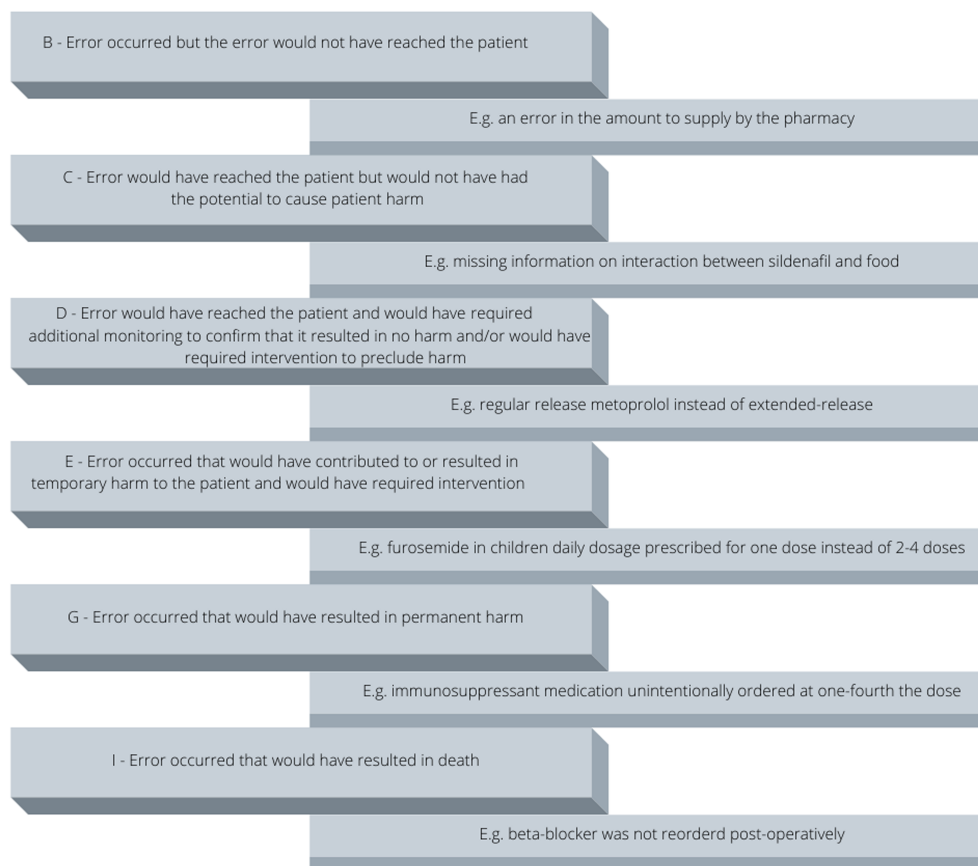 B - Error occurred but the error would not have reached the patient
E.g. an error in the amount to supply by the pharmacy
C - Error would have reached the patient but would not have had
the potential to cause patient harm
E.g. missing information on interaction between sildenafil and food
D - Error would have reached the patient and would have required
additional monitoring to confirm that it resulted in no harm and/or would have
required intervention to preclude harm
E.g. regular release metoprolol instead of extended-release
E - Error occurred that would have contributed to or resulted in
temporary harm to the patient and would have required intervention
E.g. furosemide in children daily dosage prescribed for one dose instead of 2-4 doses
G - Error occurred that would have resulted in permanent harm
E.g. immunosuppressant medication unintentionally ordered at one-fourth the dose
I - Error occurred that would have resulted in death
E.g. beta-blocker was not reorderd post-operatively